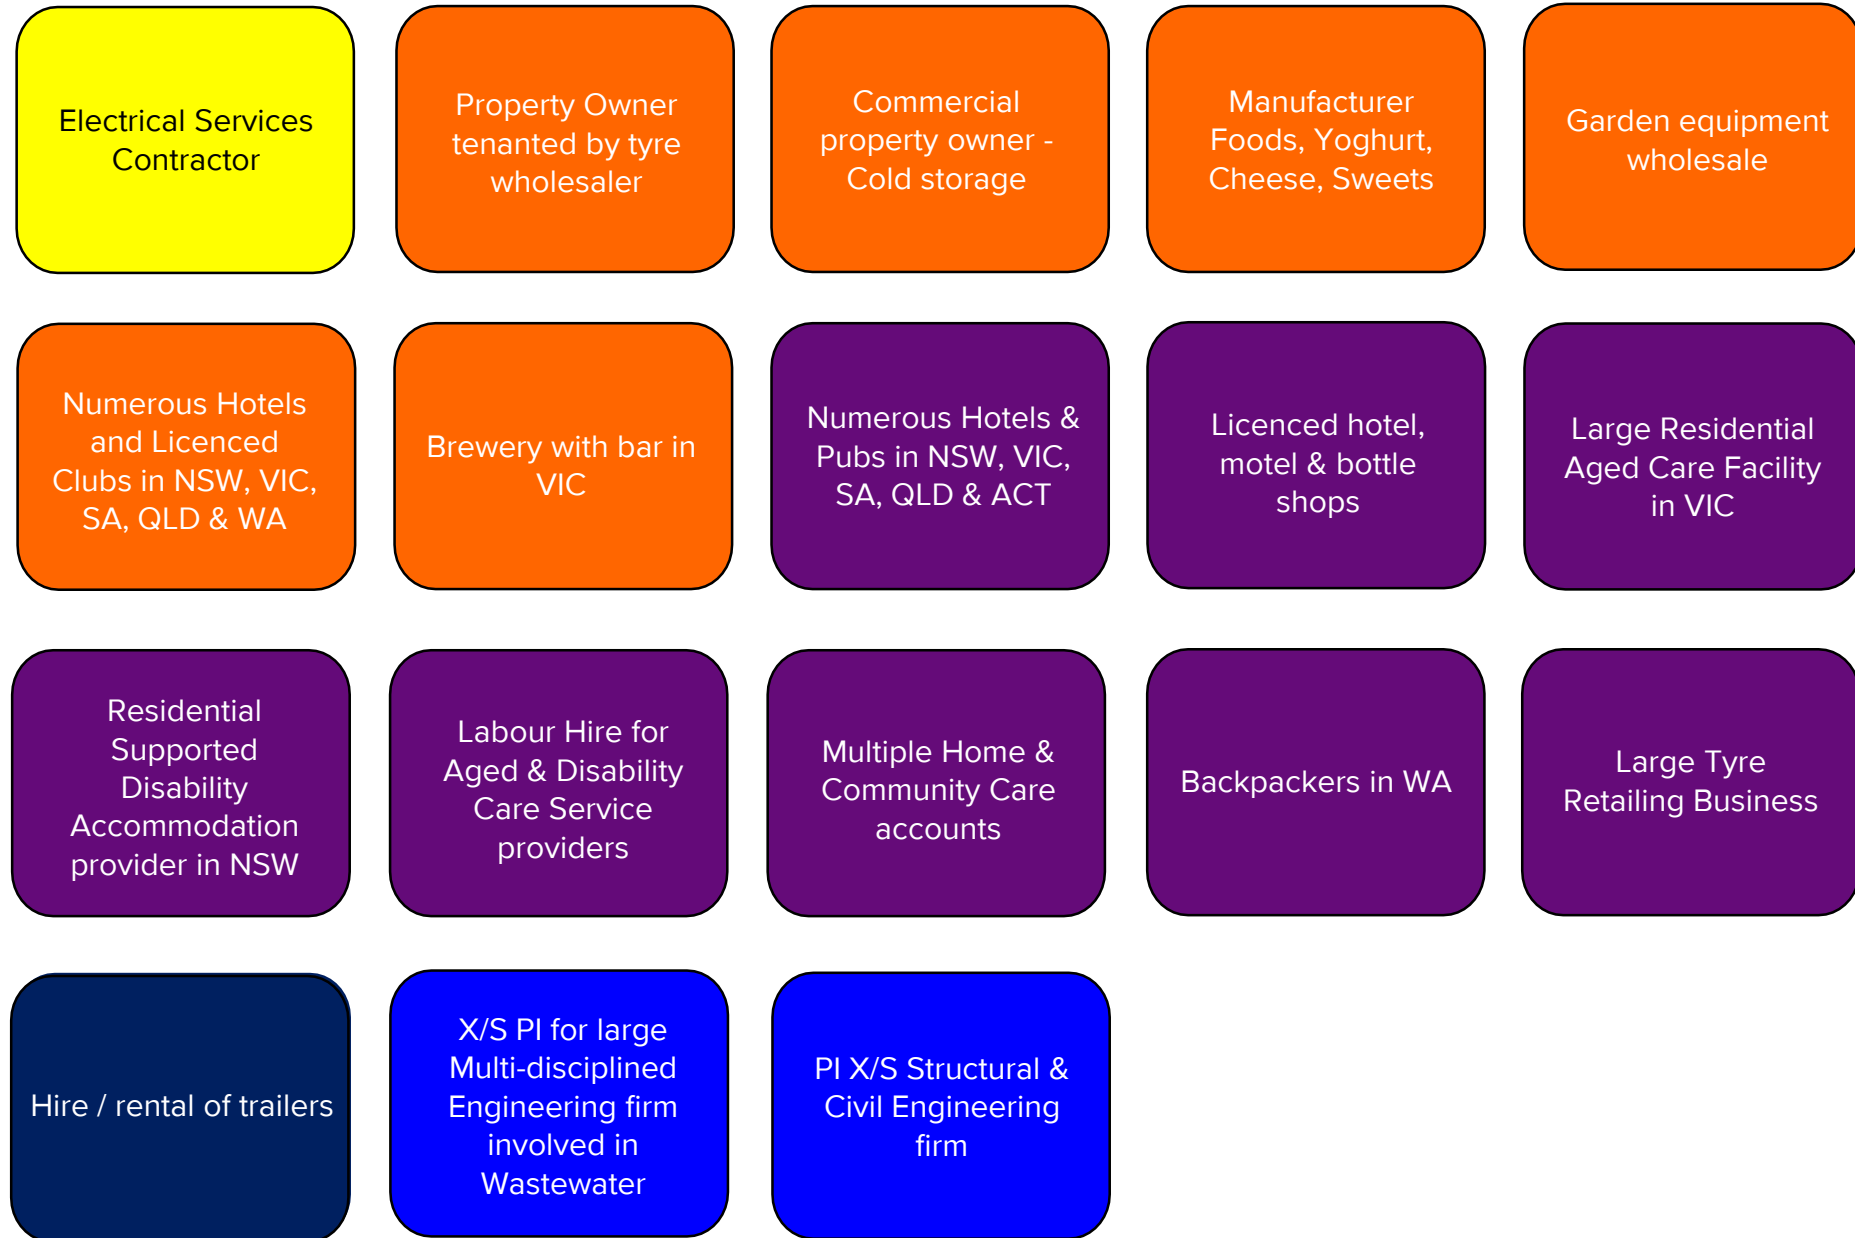 Electrical Services
Contractor
Property Owner
tenanted by tyre
wholesaler
Commercial
property owner -
Cold storage
Manufacturer
Foods, Yoghurt,
Cheese, Sweets
Garden equipment
wholesale
Numerous Hotels
and Licenced
Clubs in NSW, VIC,
SA, QLD & WA
Brewery with bar in
VIC
Numerous Hotels &
Pubs in NSW, VIC,
SA, QLD & ACT
Licenced hotel,
motel & bottle
shops
Large Residential
Aged Care Facility
in VIC
Residential
Supported
Disability
Accommodation
provider in NSW
Labour Hire for
Aged & Disability
Care Service
providers
Multiple Home &
Community Care
accounts
Backpackers in WA
Large Tyre
Retailing Business
Hire / rental of trailers
X/S PI for large
Multi-disciplined
Engineering firm
involved in
Wastewater
PI X/S Structural &
Civil Engineering
firm